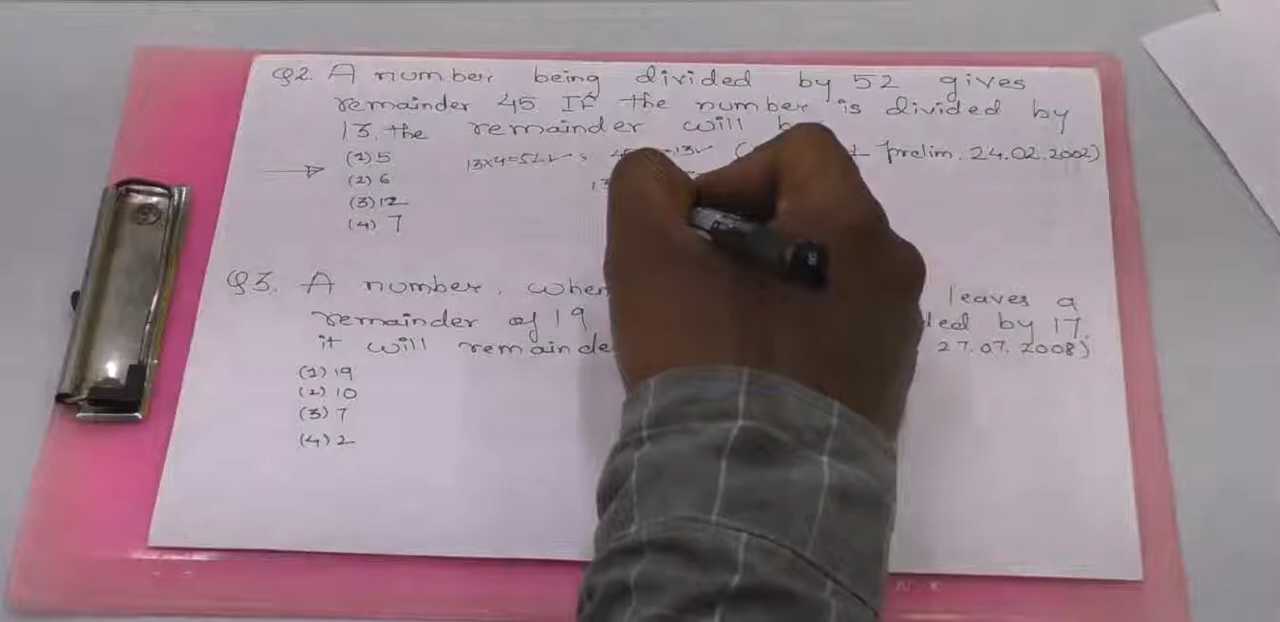 Q2. A number being divided by 52 gives
remainder 45 If the number is divided by
13. the remainder will
(1) 5 13x4=52 prelim. 24.02.2002)
(2) 6
(3) 12
(4) 7
Q3. A number, when leaves a
remainder of 19 by 17.
it will 27.07.2008)
(1) 19
(2) 10
(3) 7
(4) 2